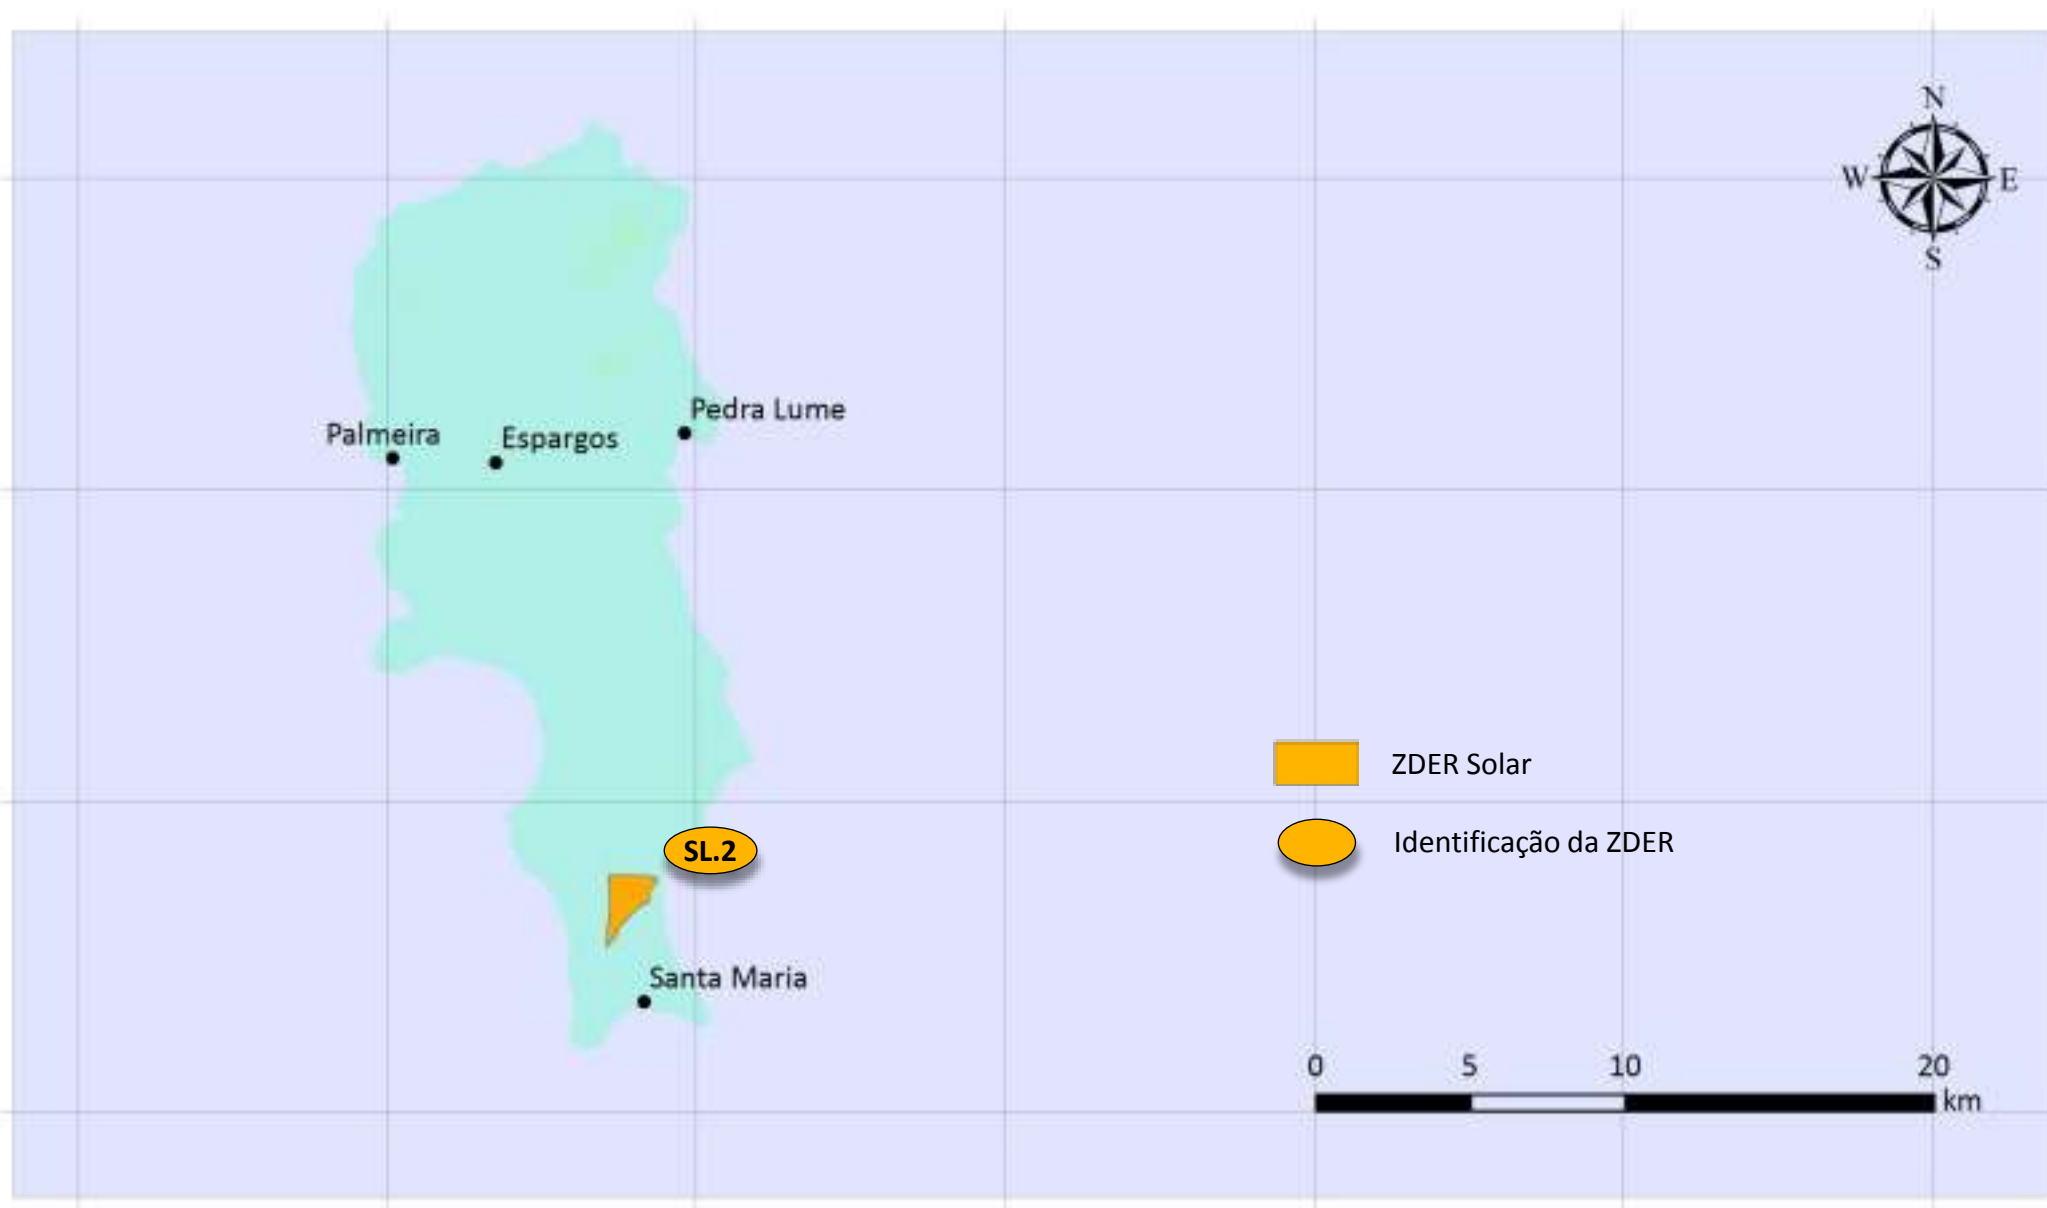 N
W E
S
Pedra Lume
Palmeira
Espargos
ZDER Solar
Identificação da ZDER
SL.2
Santa Maria
0 5 10 20
km